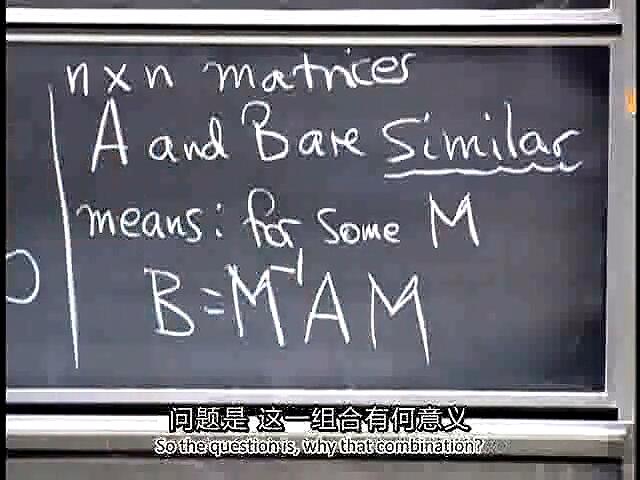 n x n matrices
A and B are similar
means: for some M
B = M⁻¹ A M
问题是 这一组合有何意义
So the question is, why that combination?